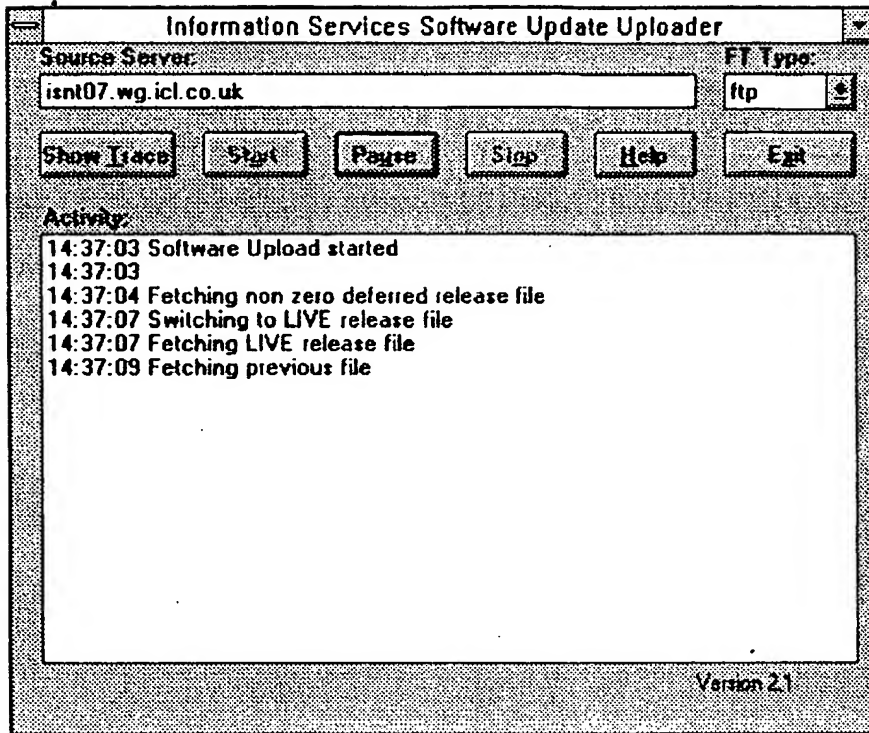 Information Services Software Update Uploader
Source Server: FT Type:
isnt07.wg.icl.co.uk ftp
Show Trace Start Pause Stop Help Exit
Activity:
14:37:03 Software Upload started
14:37:03
14:37:04 Fetching non zero deferred release file
14:37:07 Switching to LIVE release file
14:37:07 Fetching LIVE release file
14:37:09 Fetching previous file
Version 2.1